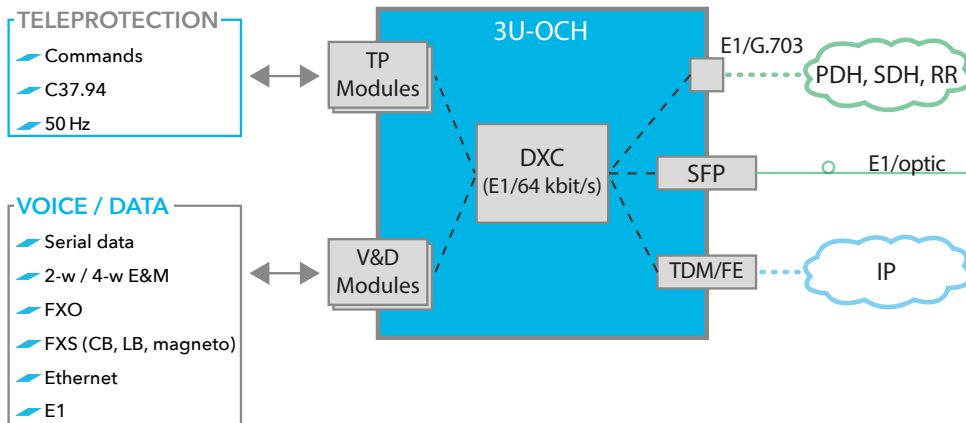 TELEPROTECTION
Commands
C37.94
50 Hz
VOICE / DATA
Serial data
2-w / 4-w E&M
FXO
FXS (CB, LB, magneto)
Ethernet
E1
TP
Modules
V&D
Modules
3U-OCH
DXC
(E1/64 kbit/s)
E1/G.703
SFP
TDM/FE
PDH, SDH, RR
E1/optic
IP